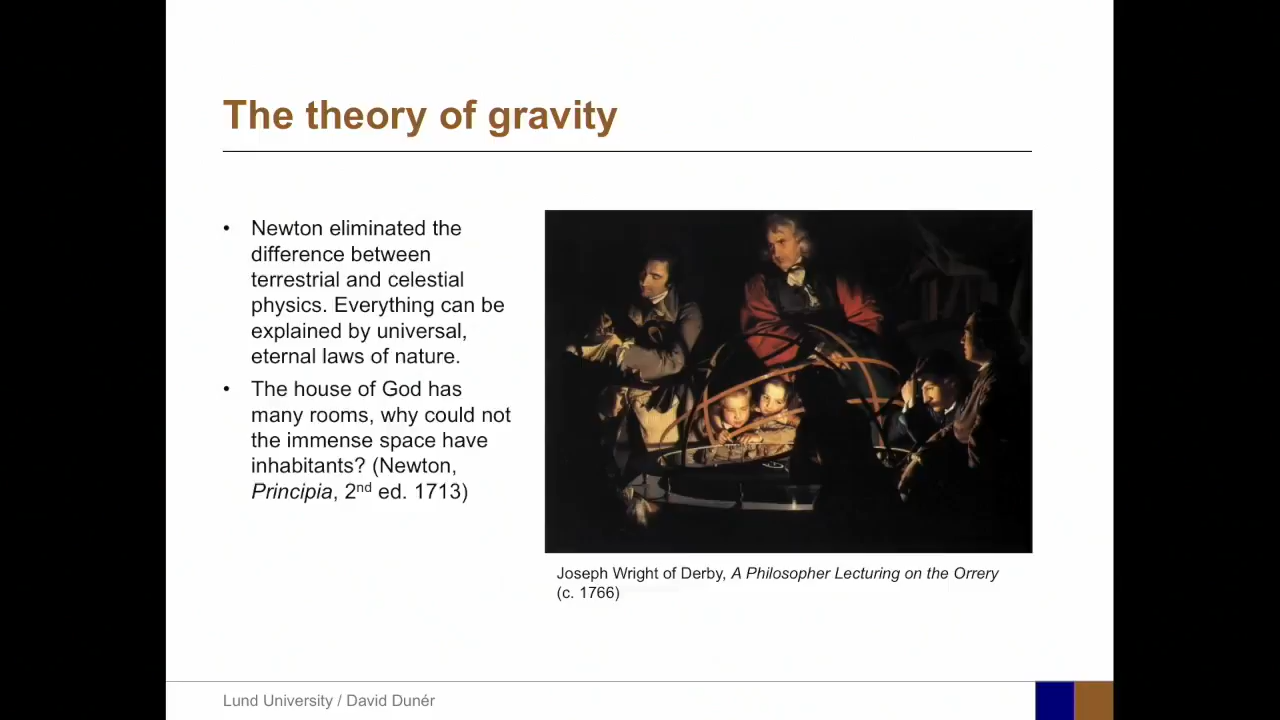 The theory of gravity
• Newton eliminated the
difference between
terrestrial and celestial
physics. Everything can be
explained by universal,
eternal laws of nature.
• The house of God has
many rooms, why could not
the immense space have
inhabitants? (Newton,
Principia, 2nd ed. 1713)
Joseph Wright of Derby, A Philosopher Lecturing on the Orrery
(c. 1766)
Lund University / David Dunér